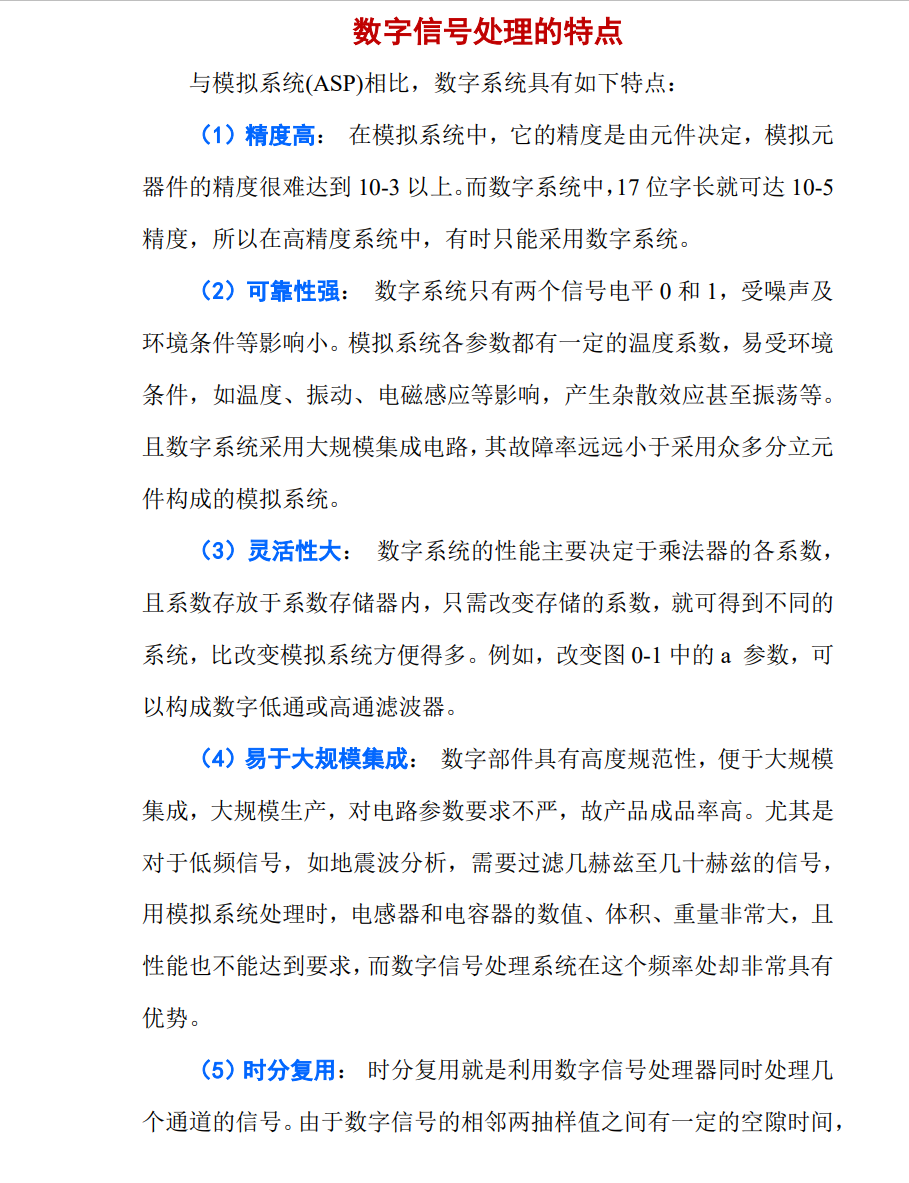 数字信号处理的特点
与模拟系统(ASP)相比，数字系统具有如下特点：
（1）精度高： 在模拟系统中，它的精度是由元件决定，模拟元
器件的精度很难达到 10-3 以上。而数字系统中，17 位字长就可达 10-5
精度，所以在高精度系统中，有时只能采用数字系统。
（2）可靠性强： 数字系统只有两个信号电平 0 和 1，受噪声及
环境条件等影响小。模拟系统各参数都有一定的温度系数，易受环境
条件，如温度、振动、电磁感应等影响，产生杂散效应甚至振荡等。
且数字系统采用大规模集成电路，其故障率远远小于采用众多分立元
件构成的模拟系统。
（3）灵活性大： 数字系统的性能主要决定于乘法器的各系数，
且系数存放于系数存储器内，只需改变存储的系数，就可得到不同的
系统，比改变模拟系统方便得多。例如，改变图 0-1 中的 a 参数，可
以构成数字低通或高通滤波器。
（4）易于大规模集成： 数字部件具有高度规范性，便于大规模
集成，大规模生产，对电路参数要求不严，故产品成品率高。尤其是
对于低频信号，如地震波分析，需要过滤几赫兹至几十赫兹的信号，
用模拟系统处理时，电感器和电容器的数值、体积、重量非常大，且
性能也不能达到要求，而数字信号处理系统在这个频率处却非常具有
优势。
（5）时分复用： 时分复用就是利用数字信号处理器同时处理几
个通道的信号。由于数字信号的相邻两抽样值之间有一定的空隙时间，